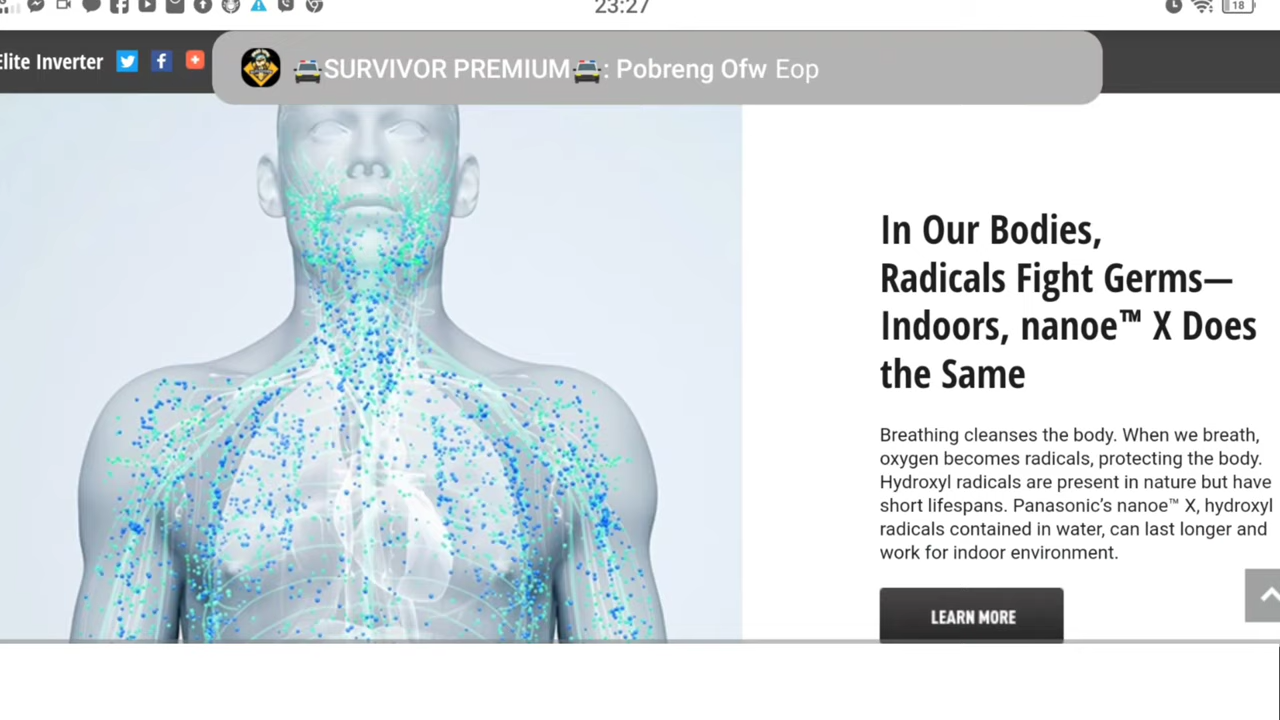 23:27
18
Elite Inverter
🚔SURVIVOR PREMIUM🚔: Pobreng Ofw Eop
In Our Bodies,
Radicals Fight Germs—
Indoors, nanoe™ X Does
the Same
Breathing cleanses the body. When we breath,
oxygen becomes radicals, protecting the body.
Hydroxyl radicals are present in nature but have
short lifespans. Panasonic’s nanoe™ X, hydroxyl
radicals contained in water, can last longer and
work for indoor environment.
LEARN MORE